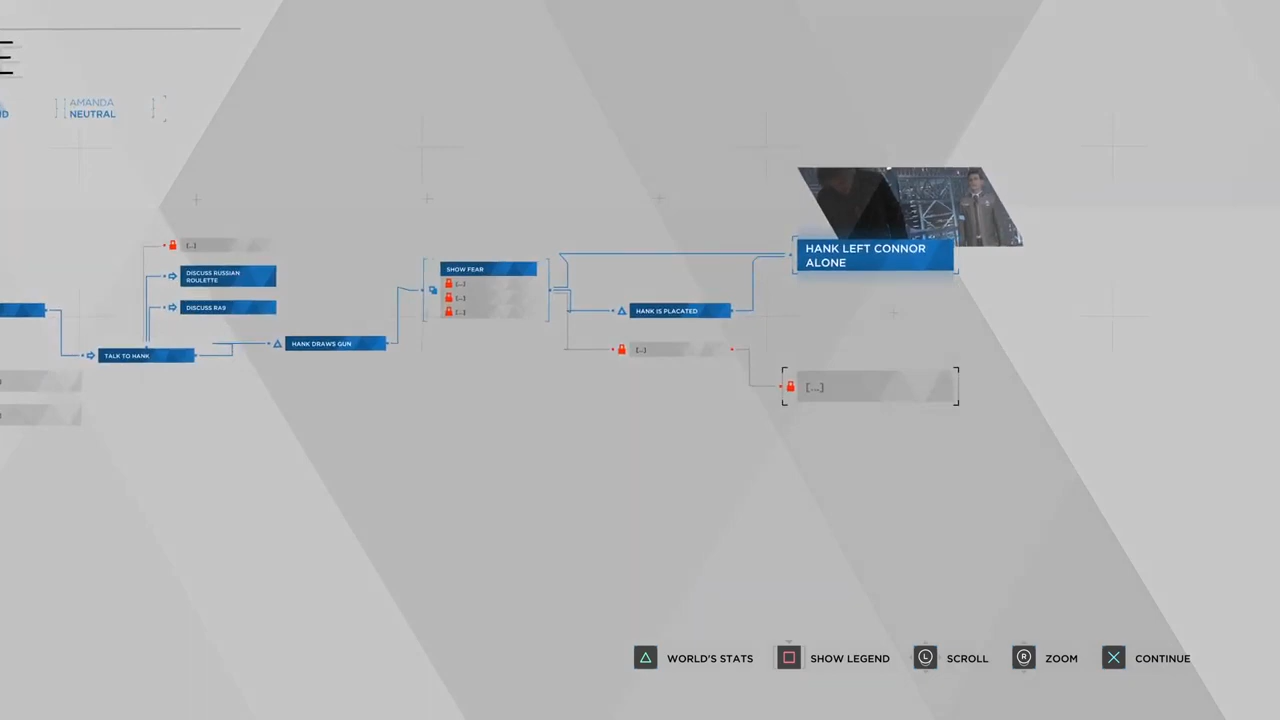 E
AMANDA
ND
NEUTRAL
HANK LEFT CONNOR
ALONE
[...]
DISCUSS RUSSIAN
ROULETTE
DISCUSS RA9
TALK TO HANK
HANK DRAWS GUN
SHOW FEAR
[...]
[...]
[...]
HANK IS PLACATED
[...]
[...]
WORLD'S STATS
SHOW LEGEND
L
SCROLL
R
ZOOM
CONTINUE